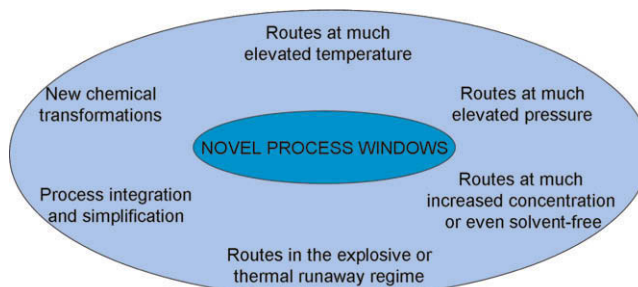 Routes at much
elevated temperature
New chemical
transformations
Routes at much
elevated pressure
NOVEL PROCESS WINDOWS
Process integration
and simplification
Routes at much
increased concentration
or even solvent-free
Routes in the explosive or
thermal runaway regime